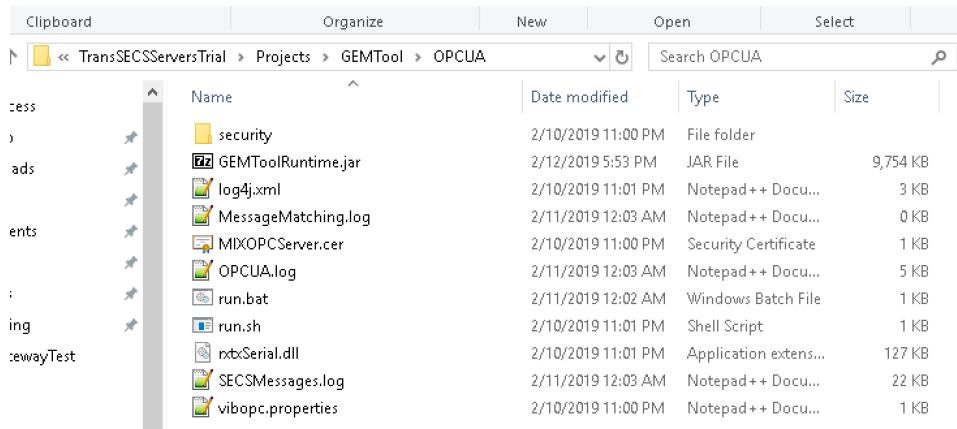 Clipboard Organize New Open Select
« TransSECSServersTrial > Projects > GEMTool > OPCUA Search OPCUA
Name Date modified Type Size
cess
ads
ents
ing
ewayTest
security 2/10/2019 11:00 PM File folder
GEMToolRuntime.jar 2/12/2019 5:53 PM JAR File 9,754 KB
log4j.xml 2/10/2019 11:01 PM Notepad++ Docu... 3 KB
MessageMatching.log 2/11/2019 12:03 AM Notepad++ Docu... 0 KB
MIXOPCServer.cer 2/10/2019 11:00 PM Security Certificate 1 KB
OPCUA.log 2/11/2019 12:03 AM Notepad++ Docu... 5 KB
run.bat 2/11/2019 12:02 AM Windows Batch File 1 KB
run.sh 2/10/2019 11:01 PM Shell Script 1 KB
rxtxSerial.dll 2/10/2019 11:01 PM Application extens... 127 KB
SECSMessages.log 2/11/2019 12:03 AM Notepad++ Docu... 22 KB
vibopc.properties 2/10/2019 11:00 PM Notepad++ Docu... 1 KB